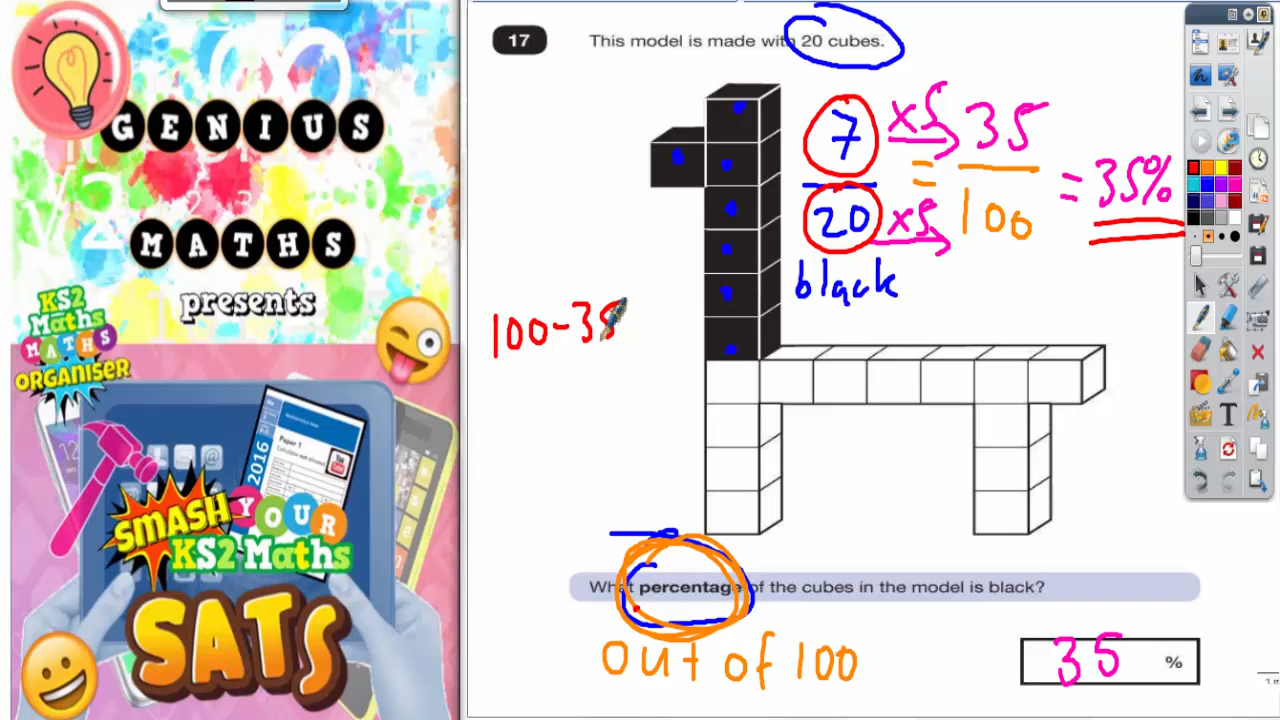 GENIUS
MATHS
presents
KS2
Maths
MATHS
ORGANISER
2016
Paper 1
SMASH YOUR
KS2 Maths
SATS
17
This model is made with 20 cubes.
7 ×5 35
20 ×5 100
= = 35%
black
100-35
What percentage of the cubes in the model is black?
out of 100
35 %